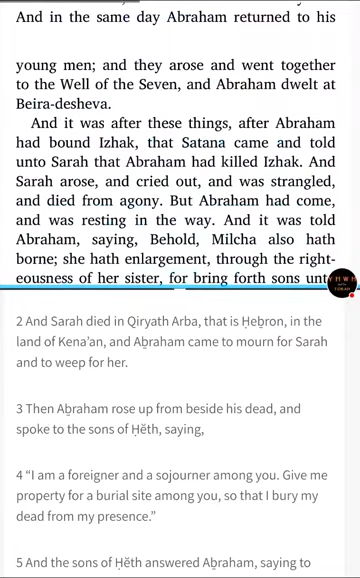 And in the same day Abraham returned to his
young men; and they arose and went together
to the Well of the Seven, and Abraham dwelt at
Beira-desheva.
And it was after these things, after Abraham
had bound Izhak, that Satana came and told
unto Sarah that Abraham had killed Izhak. And
Sarah arose, and cried out, and was strangled,
and died from agony. But Abraham had come,
and was resting in the way. And it was told
Abraham, saying, Behold, Milcha also hath
borne; she hath enlargement, through the right-
eousness of her sister, for bring forth sons unt
YHWH
TORAH
2 And Sarah died in Qiryath Arba, that is Ḥeḇron, in the
land of Kena‛an, and Aḇraham came to mourn for Sarah
and to weep for her.
3 Then Aḇraham rose up from beside his dead, and
spoke to the sons of Ḥĕth, saying,
4 “I am a foreigner and a sojourner among you. Give me
property for a burial site among you, so that I bury my
dead from my presence.”
5 And the sons of Ḥĕth answered Aḇraham, saying to